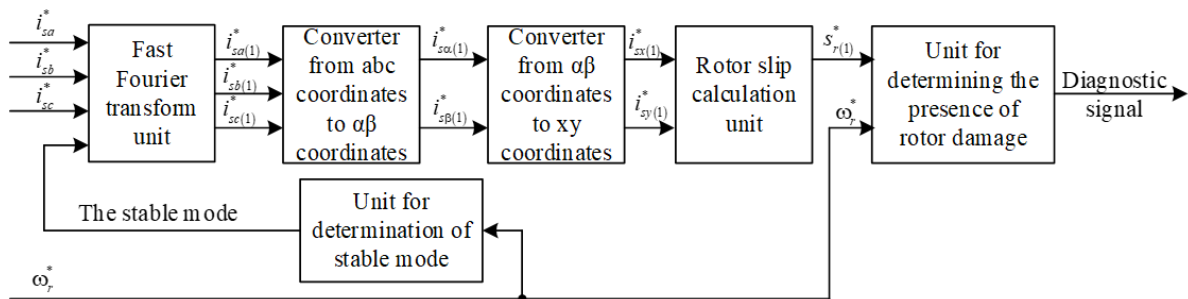 i*sa
i*sb
i*sc
Fast
Fourier
transform
unit
i*sa(1)
i*sb(1)
i*sc(1)
Converter
from abc
coordinates
to αβ
coordinates
i*sα(1)
i*sβ(1)
Converter
from αβ
coordinates
to xy
coordinates
i*sx(1)
i*sy(1)
Rotor slip
calculation
unit
s*r(1)
ω*r
Unit for
determining the
presence of
rotor damage
Diagnostic
signal
The stable mode
Unit for
determination of
stable mode
ω*r